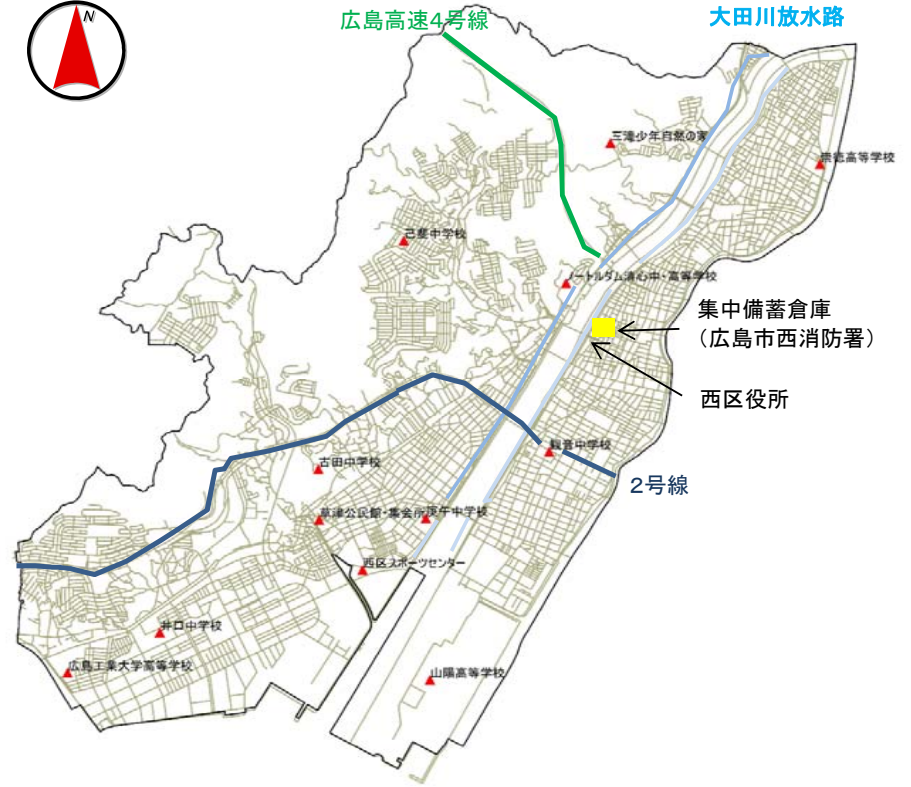 N
広島高速4号線
大田川放水路
三滝少年自然の家
崇徳高等学校
己斐中学校
ノートルダム清心中・高等学校
集中備蓄倉庫
（広島市西消防署）
西区役所
観音中学校
古田中学校
2号線
草津公民館・集会所
庚午中学校
西区スポーツセンター
井口中学校
広島工業大学高等学校
山陽高等学校